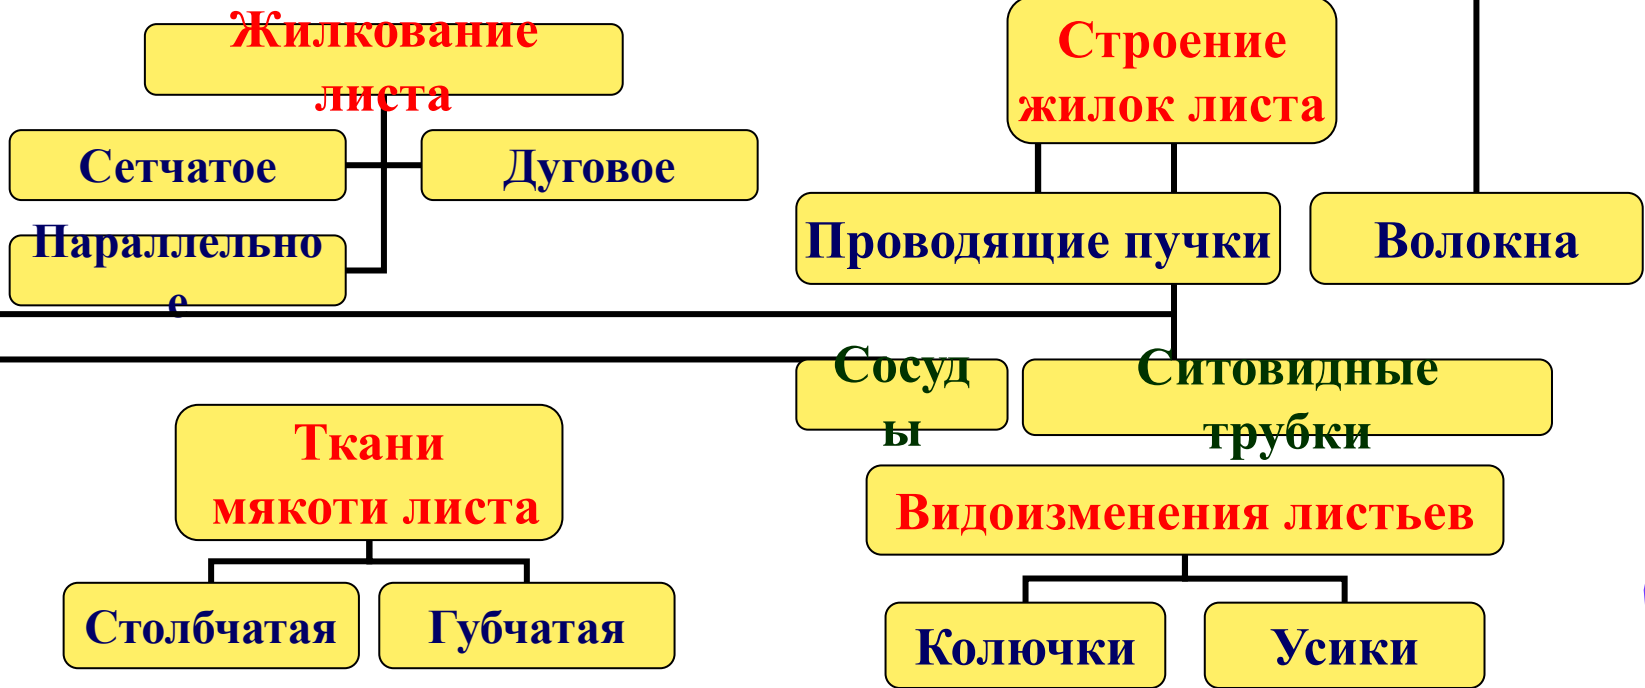 Жилкование
листа
Сетчатое
Дуговое
Параллельно
е
Строение
жилок листа
Проводящие пучки
Волокна
Сосуд
ы
Ситовидные
трубки
Ткани
мякоти листа
Столбчатая
Губчатая
Видоизменения листьев
Колючки
Усики